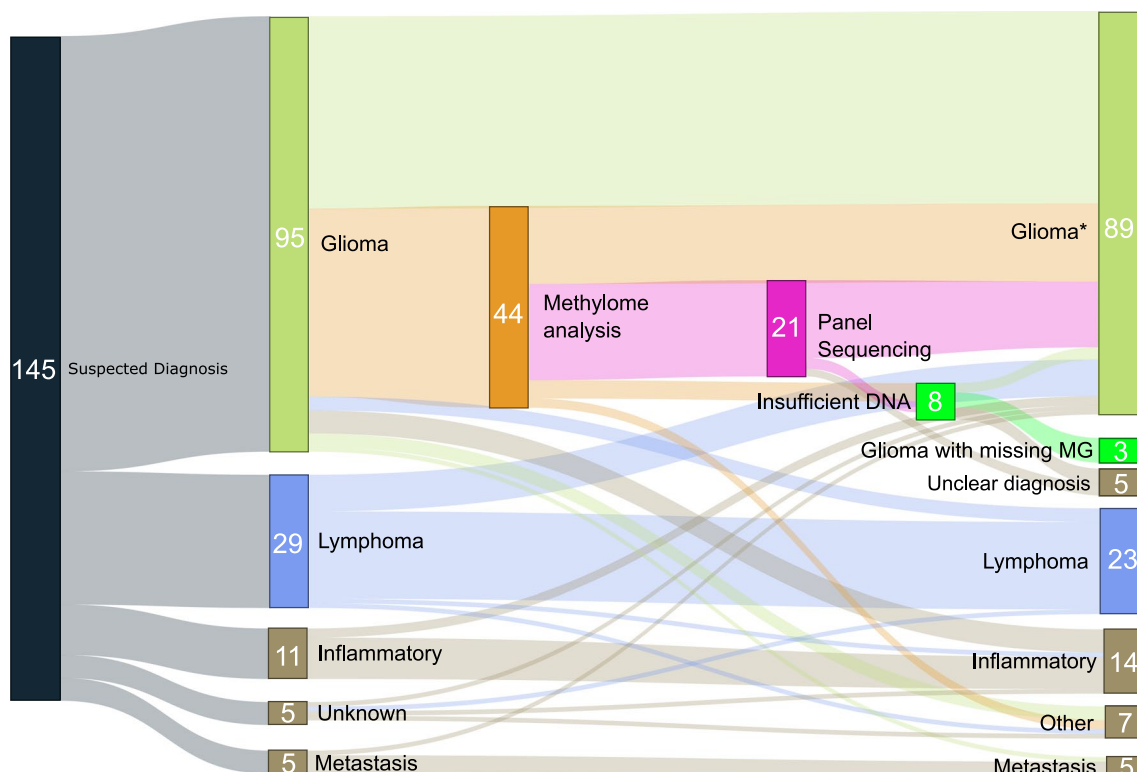 145
Suspected Diagnosis
95
Glioma
44
Methylome
analysis
21
Panel
Sequencing
Insufficient DNA
8
Glioma*
89
Glioma with missing MG
3
Unclear diagnosis
5
29
Lymphoma
Lymphoma
23
11
Inflammatory
Inflammatory
14
5
Unknown
Other
7
5
Metastasis
Metastasis
5